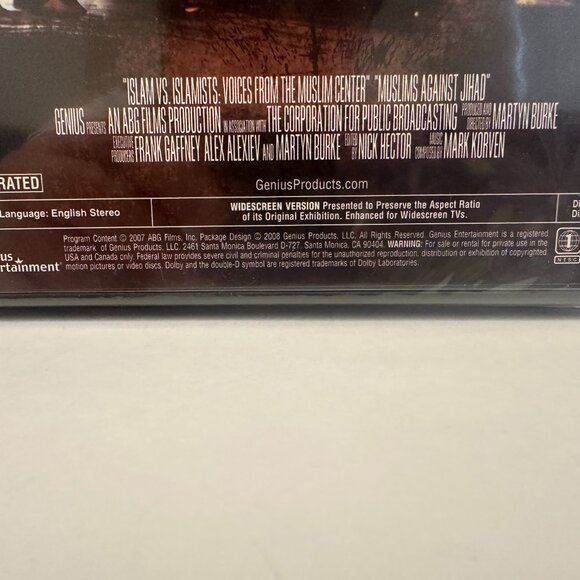 "ISLAM VS. ISLAMISTS: VOICES FROM THE MUSLIM CENTER" "MUSLIMS AGAINST JIHAD"
GENIUS PRESENTS AN ABG FILMS PRODUCTION IN ASSOCIATION WITH THE CORPORATION FOR PUBLIC BROADCASTING PRODUCED AND DIRECTED BY MARTYN BURKE
EXECUTIVE PRODUCERS FRANK GAFFNEY ALEX ALEXIEV AND MARTYN BURKE EDITED BY NICK HECTOR MUSIC COMPOSED BY MARK KORVEN
RATED
GeniusProducts.com
Language: English Stereo
WIDESCREEN VERSION Presented to Preserve the Aspect Ratio
of its Original Exhibition. Enhanced for Widescreen TVs.
Di
Di
us
ertainment®
Program Content © 2007 ABG Films, Inc. Package Design © 2008 Genius Products, LLC. All Rights Reserved. Genius Entertainment is a registered
trademark of Genius Products, LLC. 2461 Santa Monica Boulevard D-727, Santa Monica, CA 90404. WARNING: For sale or rental for private use in the
USA and Canada only. Federal law provides severe civil and criminal penalties for the unauthorized reproduction, distribution or exhibition of copyrighted
motion pictures or video discs. Dolby and the double-D symbol are registered trademarks of Dolby Laboratories.
1
NTSC